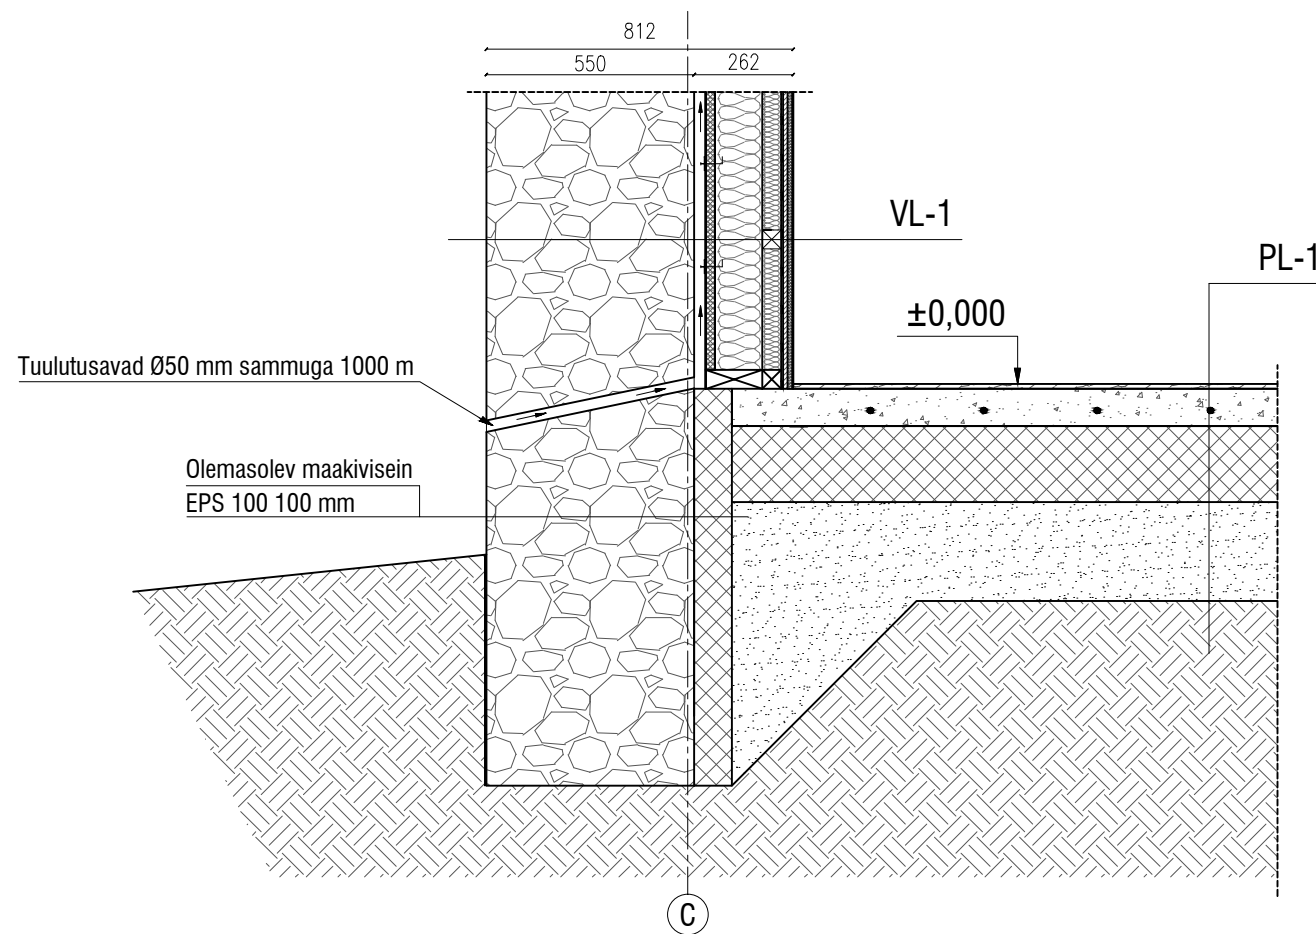 812
550
262
VL-1
PL-1
±0,000
Tuulutusavad Ø50 mm sammuga 1000 m
Olemasolev maakivisein
EPS 100 100 mm
C